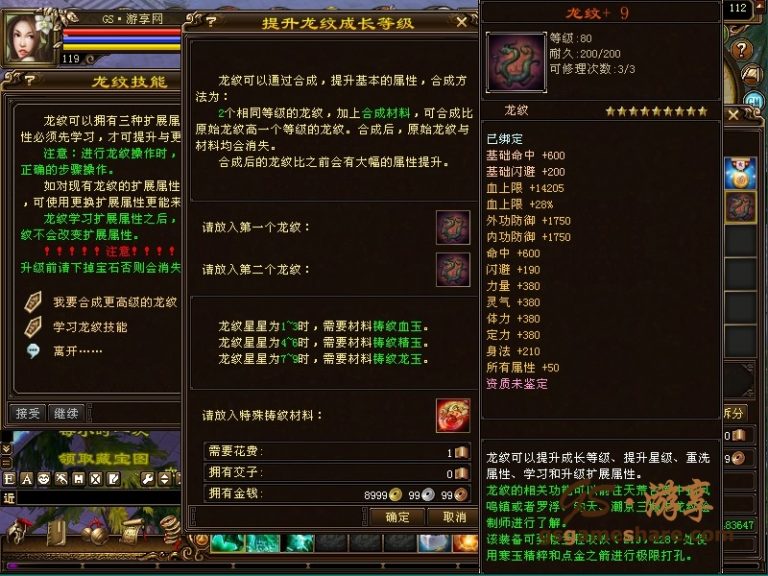 GS·游享网
119
龙纹技能
龙纹可以拥有三种扩展属
性必须先学习，才可提升与更
注意：进行龙纹操作时，
正确的步骤操作。
如对现有龙纹的扩展属性
，可使用更换扩展属性更能来
龙纹学习扩展属性之后，
纹不会改变扩展属性。
！！！！！注意！！！！
升级前请下掉宝石否则会消失
我要合成更高级的龙纹
学习龙纹技能
离开……
接受
继续
领取藏宝图
近
提升龙纹成长等级
龙纹可以通过合成，提升基本的属性，合成方
法为：
2个相同等级的龙纹，加上合成材料，可合成比
原始龙纹高一个等级的龙纹。合成后，原始龙纹与
材料均会消失。
合成后的龙纹比之前会有大幅的属性提升。
请放入第一个龙纹：
请放入第二个龙纹：
龙纹星星为1~3时，需要材料铸纹血玉。
龙纹星星为4~6时，需要材料铸纹精玉。
龙纹星星为7~9时，需要材料铸纹龙玉。
请放入特殊铸纹材料：
需要花费： 1
拥有交子： 0
拥有金钱： 8999 99 99
确定
取消
龙纹+ 9
等级:80
耐久:200/200
可修理次数:3/3
龙纹
已绑定
基础命中 +600
基础闪避 +200
血上限 +14205
血上限 +28%
外功防御 +1750
内功防御 +1750
命中 +600
闪避 +190
力量 +380
灵气 +380
体力 +380
定力 +380
身法 +210
所有属性 +50
资质未鉴定
龙纹可以提升成长等级、提升星级、重洗
属性、学习和升级扩展属性。
制师进行了解。
使用寒玉精粹和点金之箭进行极限打孔。
游享
gogameshare.com
112
拆分
83647